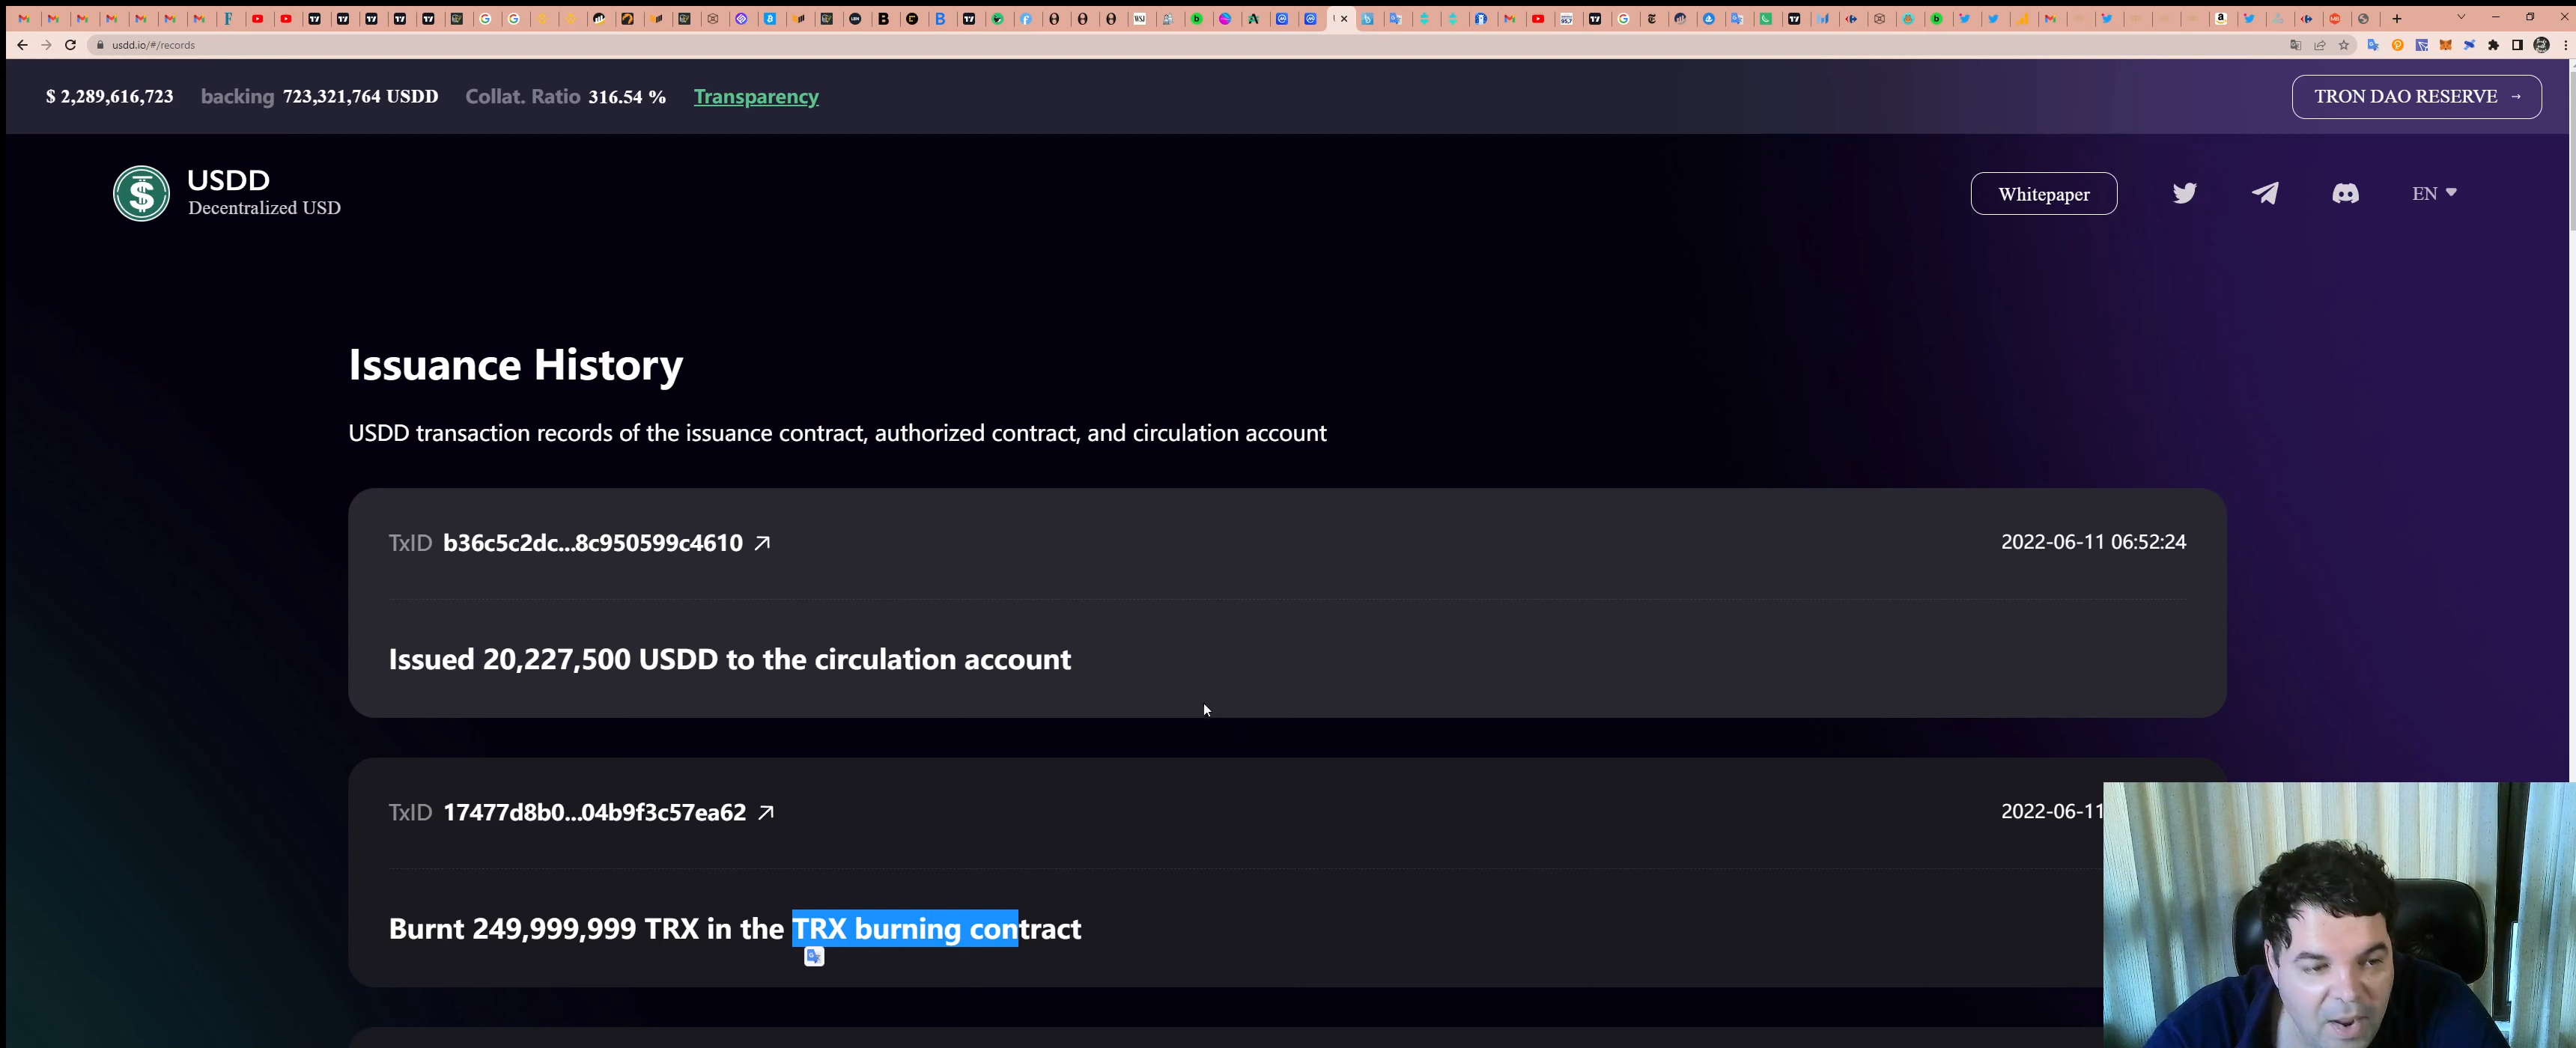 usdd.io/#/records
$ 2,289,616,723 backing 723,321,764 USDD Collat. Ratio 316.54 % Transparency TRON DAO RESERVE →
USDD
Decentralized USD
Whitepaper EN
Issuance History
USDD transaction records of the issuance contract, authorized contract, and circulation account
TxID b36c5c2dc...8c950599c4610 2022-06-11 06:52:24
Issued 20,227,500 USDD to the circulation account
TxID 17477d8b0...04b9f3c57ea62 2022-06-11
Burnt 249,999,999 TRX in the TRX burning contract